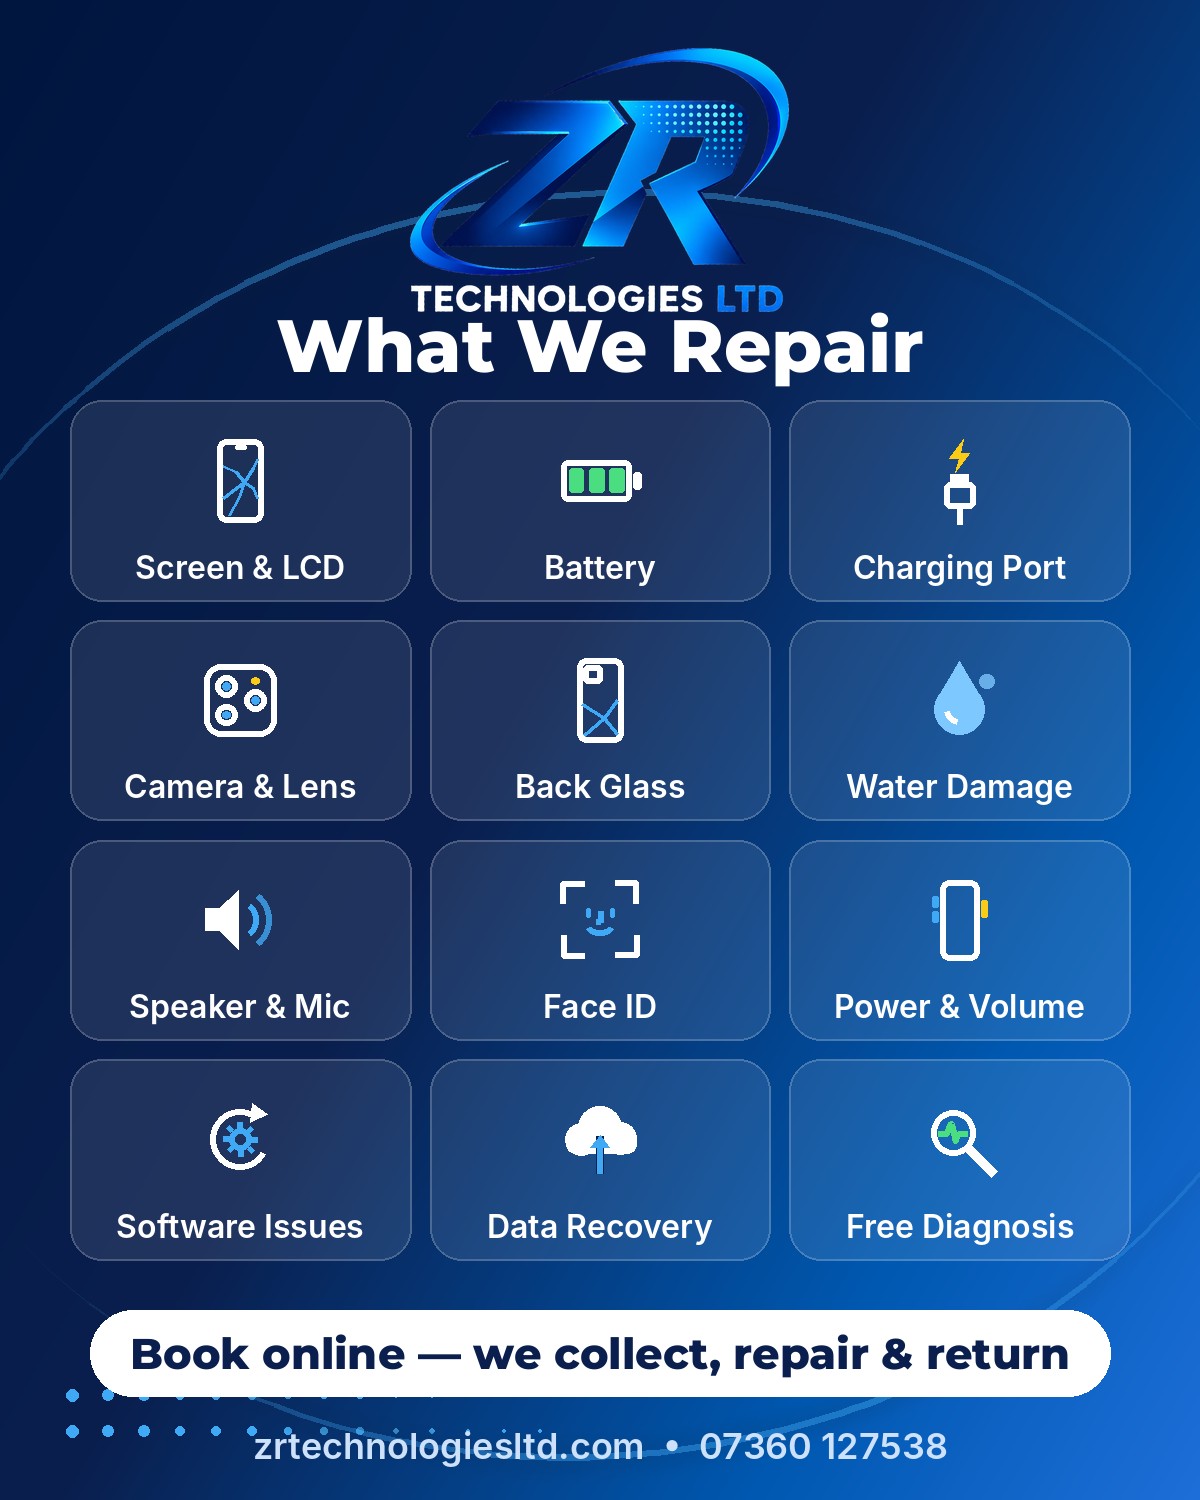 ZR
TECHNOLOGIES LTD
What We Repair
Screen & LCD
Battery
Charging Port
Camera & Lens
Back Glass
Water Damage
Speaker & Mic
Face ID
Power & Volume
Software Issues
Data Recovery
Free Diagnosis
Book online — we collect, repair & return
zrtechnologiesltd.com • 07360 127538